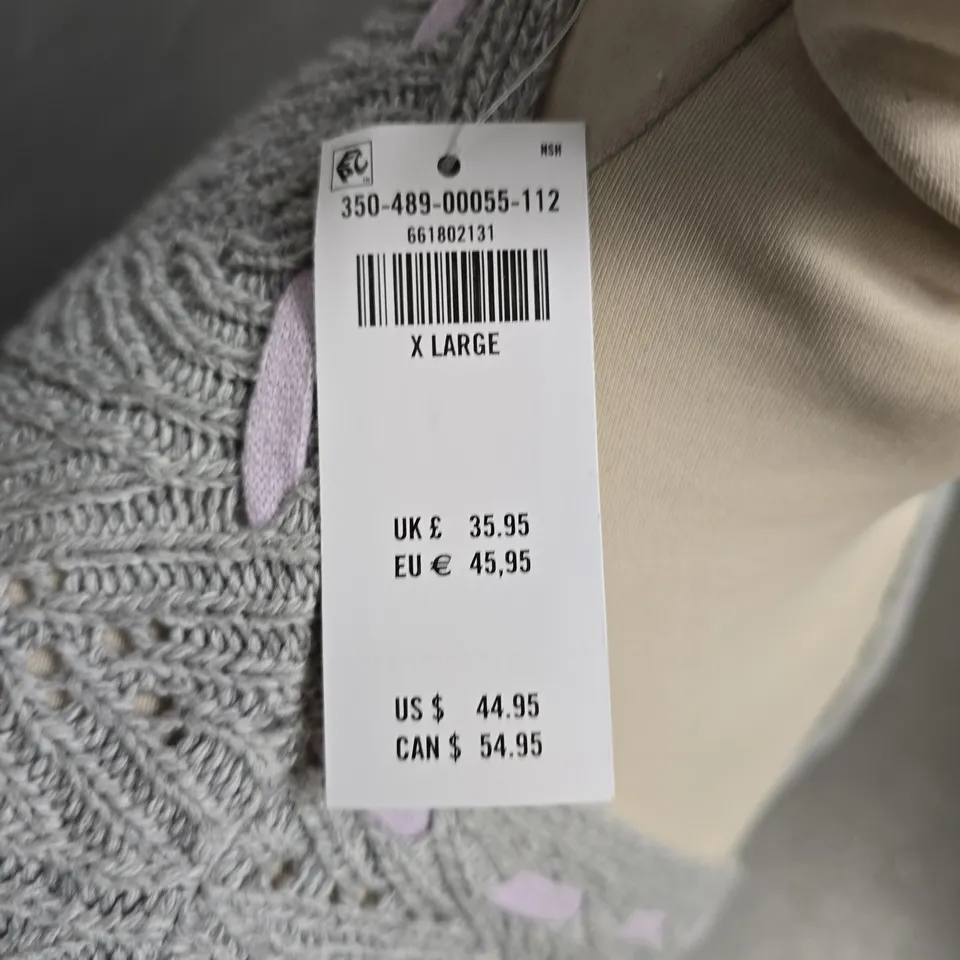 MSM
350-489-00055-112
661802131
X LARGE
UK £ 35.95
EU € 45,95
US $ 44.95
CAN $ 54.95